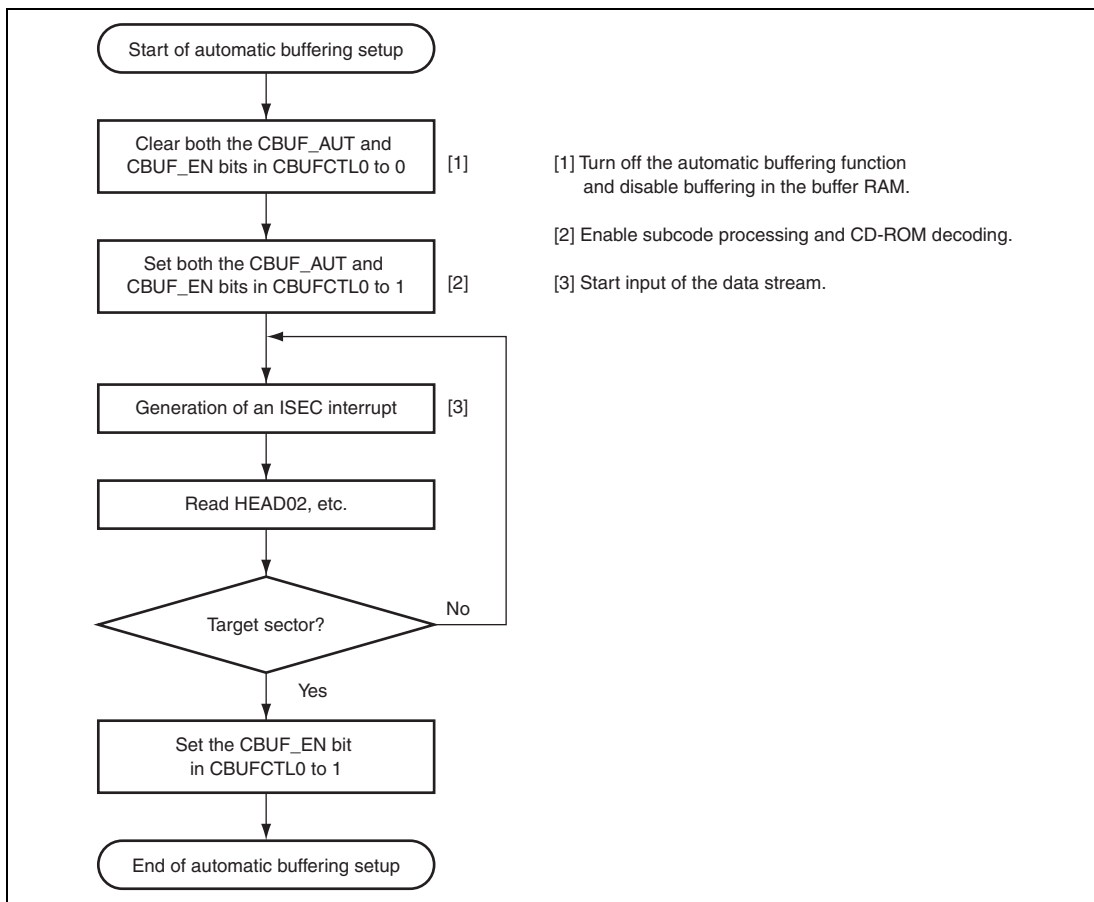 Start of automatic buffering setup
Clear both the CBUF_AUT and
CBUF_EN bits in CBUFCTL0 to 0
[1]
[1] Turn off the automatic buffering function
and disable buffering in the buffer RAM.
[2] Enable subcode processing and CD-ROM decoding.
Set both the CBUF_AUT and
CBUF_EN bits in CBUFCTL0 to 1
[2]
[3] Start input of the data stream.
Generation of an ISEC interrupt
[3]
Read HEAD02, etc.
Target sector?
No
Yes
Set the CBUF_EN bit
in CBUFCTL0 to 1
End of automatic buffering setup